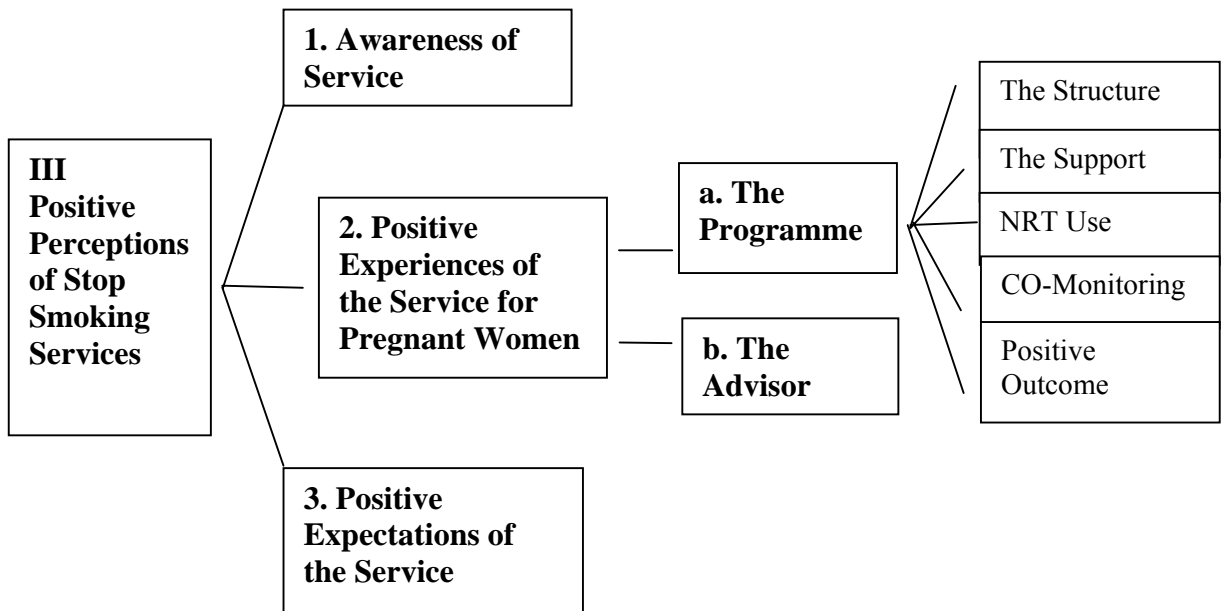 III
Positive
Perceptions
of Stop
Smoking
Services
1. Awareness of
Service
2. Positive
Experiences of
the Service for
Pregnant Women
3. Positive
Expectations of
the Service
a. The
Programme
b. The
Advisor
The Structure
The Support
NRT Use
CO-Monitoring
Positive
Outcome